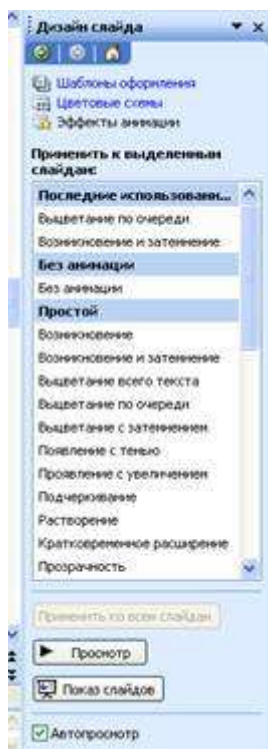 Дизайн слайда
Шаблоны оформления
Цветовые схемы
Эффекты анимации
Применить к выделенным
слайдам:
Последние использованн...
Выцветание по очереди
Возникновение и затемнение
Без анимации
Без анимации
Простой
Возникновение
Возникновение и затемнение
Выцветание всего текста
Выцветание по очереди
Выцветание с затемнением
Появление с тенью
Проявление с увеличением
Подчеркивание
Растворение
Кратковременное расширение
Прозрачность
Применить ко всем слайдам
Просмотр
Показ слайдов
Автопросмотр